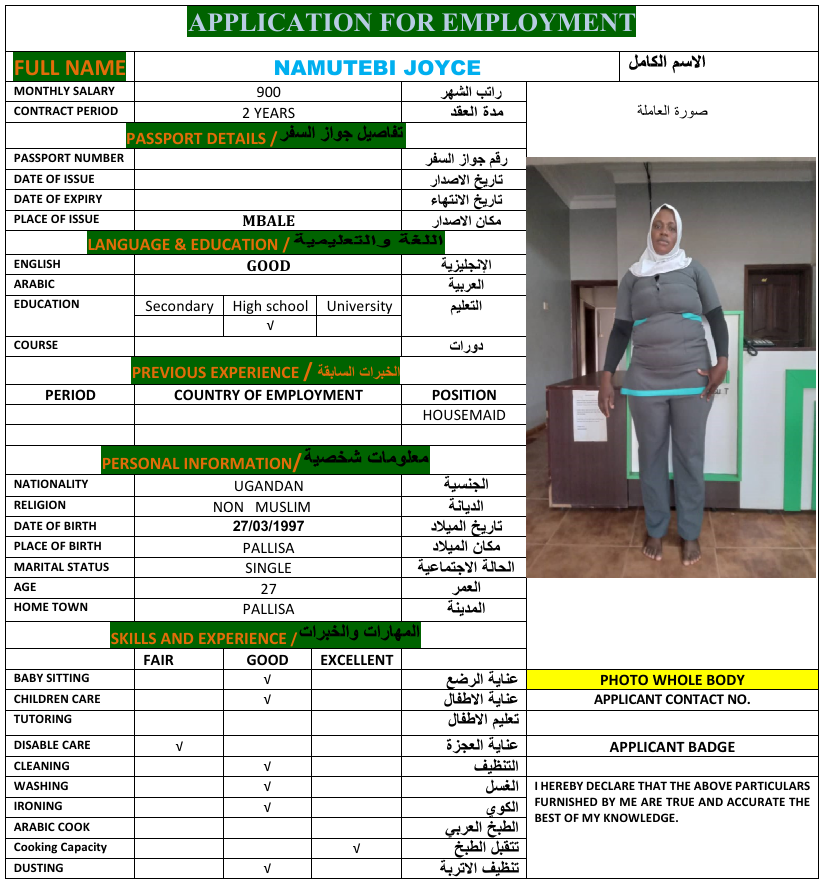 APPLICATION FOR EMPLOYMENT
FULL NAME NAMUTEBI JOYCE الاسم الكامل
MONTHLY SALARY 900 راتب الشهر
CONTRACT PERIOD 2 YEARS مدة العقد صورة العاملة
PASSPORT DETAILS / تفاصيل جواز السفر
PASSPORT NUMBER رقم جواز السفر
DATE OF ISSUE تاريخ الاصدار
DATE OF EXPIRY تاريخ الانتهاء
PLACE OF ISSUE MBALE مكان الاصدار
LANGUAGE & EDUCATION / اللغة والتعليمية
ENGLISH GOOD الإنجليزية
ARABIC العربية
EDUCATION Secondary High school University التعليم
√
COURSE دورات
PREVIOUS EXPERIENCE / الخبرات السابقة
PERIOD COUNTRY OF EMPLOYMENT POSITION
HOUSEMAID
PERSONAL INFORMATION/ معلومات شخصية
NATIONALITY UGANDAN الجنسية
RELIGION NON MUSLIM الديانة
DATE OF BIRTH 27/03/1997 تاريخ الميلاد
PLACE OF BIRTH PALLISA مكان الميلاد
MARITAL STATUS SINGLE الحالة الاجتماعية
AGE 27 العمر
HOME TOWN PALLISA المدينة
SKILLS AND EXPERIENCE / المهارات والخبرات
FAIR GOOD EXCELLENT
BABY SITTING √ عناية الرضع PHOTO WHOLE BODY
CHILDREN CARE √ عناية الاطفال APPLICANT CONTACT NO.
TUTORING تعليم الاطفال
DISABLE CARE √ عناية العجزة APPLICANT BADGE
CLEANING √ التنظيف
WASHING √ الغسل I HEREBY DECLARE THAT THE ABOVE PARTICULARS
IRONING √ الكوي FURNISHED BY ME ARE TRUE AND ACCURATE THE
ARABIC COOK الطبخ العربي BEST OF MY KNOWLEDGE.
Cooking Capacity √ تتقبل الطبخ
DUSTING √ تنظيف الاتربة